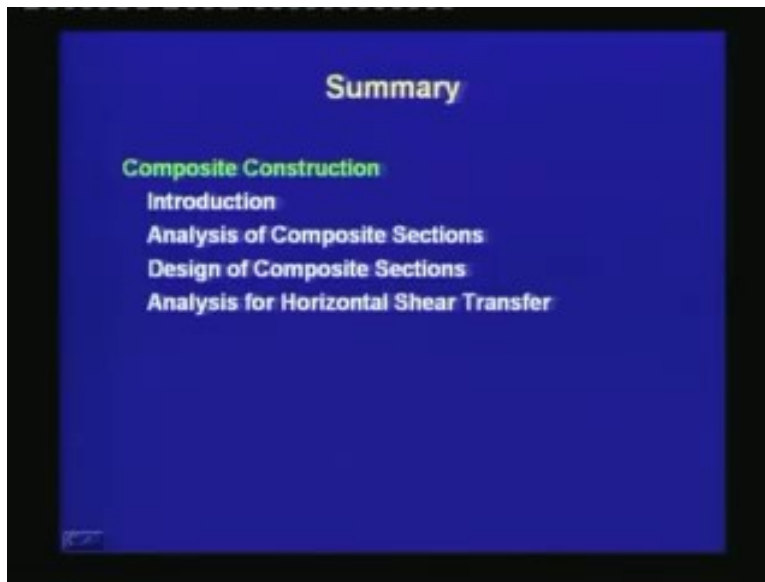 Summary
Composite Construction
Introduction
Analysis of Composite Sections
Design of Composite Sections
Analysis for Horizontal Shear Transfer